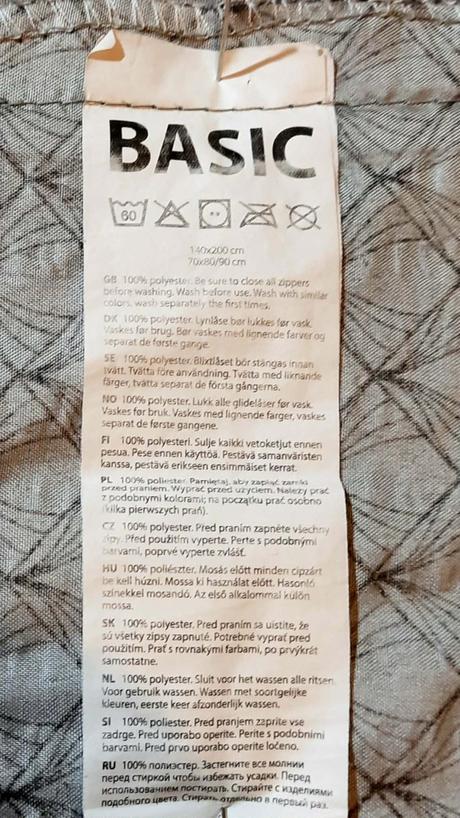 BASIC
60
140x200 cm
70x80/90 cm
GB 100% polyester. Be sure to close all zippers
before washing. Wash before use. Wash with similar
colors, wash separately the first times.
DK 100% polyester. Lynlåse bør lukkes før vask.
Vaskes før brug. Bør vaskes med lignende farver og
separat de første gange.
SE 100% polyester. Blixtlåset bör stängas innan
tvätt. Tvätta före användning. Tvätta med liknande
färger, tvätta separat de första gångerna.
NO 100% polyester. Lukk alle glidelåser før vask.
Vaskes før bruk. Vaskes med lignende farger, vaskes
separat de første gangene.
FI 100% polyesteri. Sulje kaikki vetoketjut ennen
pesua. Pese ennen käyttöä. Pestävä samanväristen
kanssa, pestävä erikseen ensimmäiset kerrat.
PL 100% poliester. Pamiętaj, aby zapiąć zamki
przed praniem. Wyprać przed użyciem. Należy prać
z podobnymi kolorami; na początku prać osobno
(kilka pierwszych prań).
CZ 100% polyester. Před praním zapněte všechny
zipy. Před použitím vyperte. Perte s podobnými
barvami, poprvé vyperte zvlášť.
HU 100% poliészter. Mosás előtt minden cipzárt
be kell húzni. Mossa ki használat előtt. Hasonló
színekkel mosandó. Az első alkalommal külön
mossa.
SK 100% polyester. Pred praním sa uistite, že
sú všetky zipsy zapnuté. Potrebné vyprať pred
použitím. Prať s rovnakými farbami, po prvýkrát
samostatne.
NL 100% polyester. Sluit voor het wassen alle ritsen.
Voor gebruik wassen. Wassen met soortgelijke
kleuren, eerste keer afzonderlijk wassen.
SI 100% poliester. Pred pranjem zaprite vse
zadrge. Pred uporabo operite. Perite s podobnimi
barvami. Pred prvo uporabo operite ločeno.
RU 100% полиэстер. Застегните все молнии
перед стиркой чтобы избежать усадки. Перед
использованием постирать. Стирайте с изделиями
подобного цвета. Стирать отдельно в первый раз.